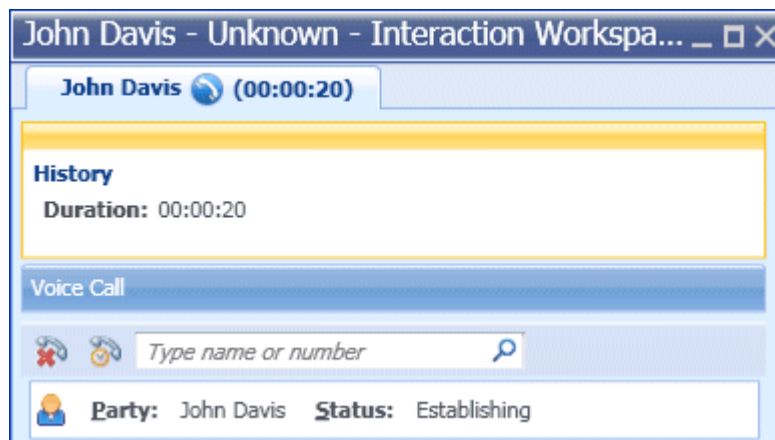 John Davis - Unknown - Interaction Workspa...
John Davis (00:00:20)
History
Duration: 00:00:20
Voice Call
Type name or number
Party: John Davis Status: Establishing